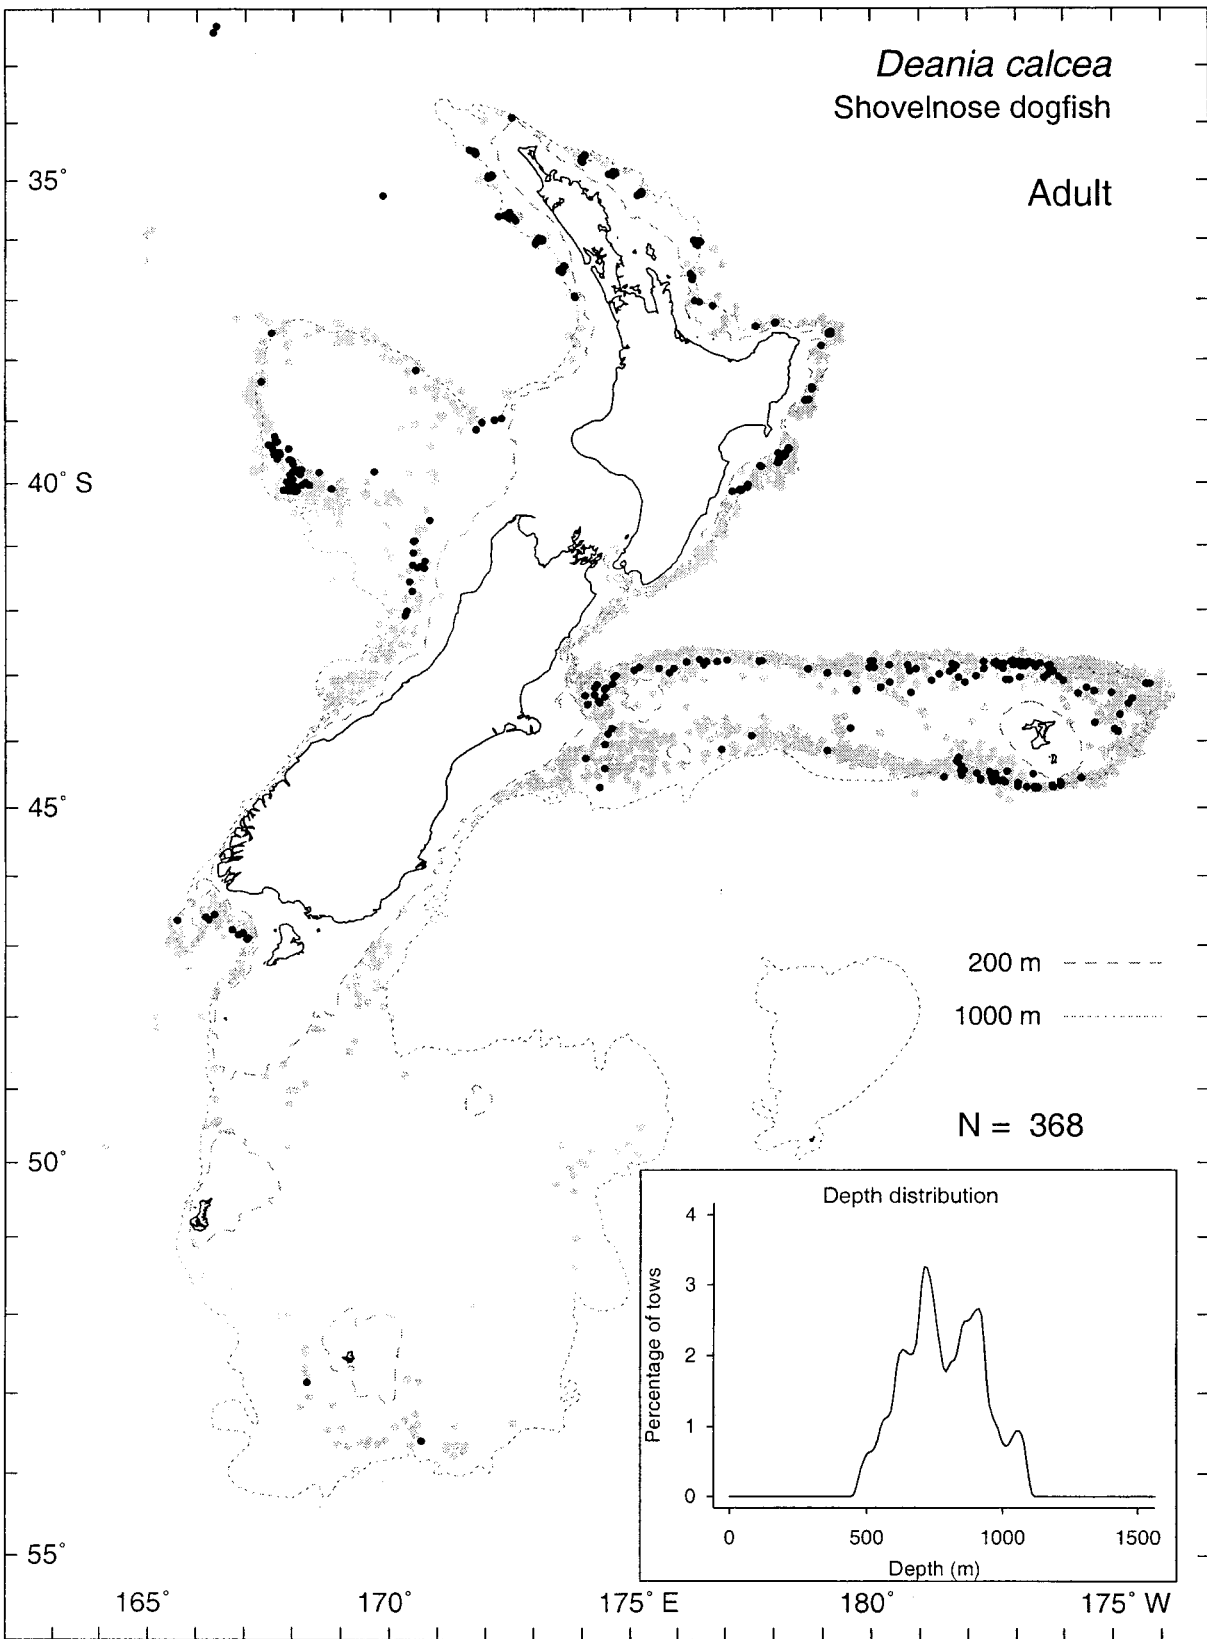 Deania calcea
Shovelnose dogfish
Adult
35°
40° S
45°
200 m
1000 m
N = 368
50°
Depth distribution
4
3
2
1
0
Percentage of tows
0 500 1000 1500
Depth (m)
55°
165° 170° 175° E 180° 175° W